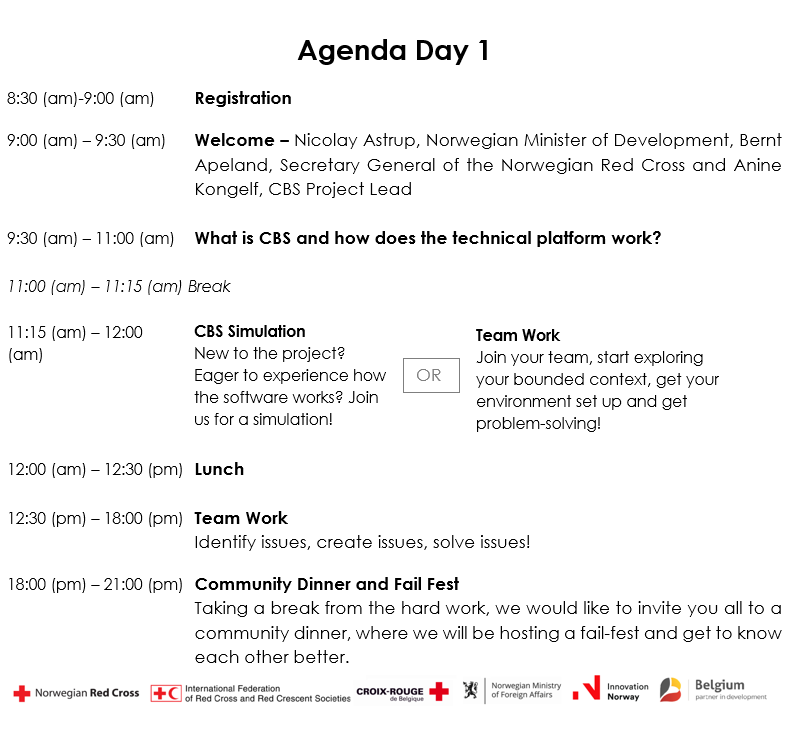 Agenda Day 1
8:30 (am)-9:00 (am) Registration
9:00 (am) – 9:30 (am) Welcome – Nicolay Astrup, Norwegian Minister of Development, Bernt
Apeland, Secretary General of the Norwegian Red Cross and Anine
Kongelf, CBS Project Lead
9:30 (am) – 11:00 (am) What is CBS and how does the technical platform work?
11:00 (am) – 11:15 (am) Break
11:15 (am) – 12:00
(am)
CBS Simulation
New to the project?
Eager to experience how
the software works? Join
us for a simulation!
OR
Team Work
Join your team, start exploring
your bounded context, get your
environment set up and get
problem-solving!
12:00 (am) – 12:30 (pm) Lunch
12:30 (pm) – 18:00 (pm) Team Work
Identify issues, create issues, solve issues!
18:00 (pm) – 21:00 (pm) Community Dinner and Fail Fest
Taking a break from the hard work, we would like to invite you all to a
community dinner, where we will be hosting a fail-fest and get to know
each other better.
Norwegian Red Cross
International Federation
of Red Cross and Red Crescent Societies
CROIX-ROUGE
de Belgique
Norwegian Ministry
of Foreign Affairs
Innovation
Norway
Belgium
partner in development